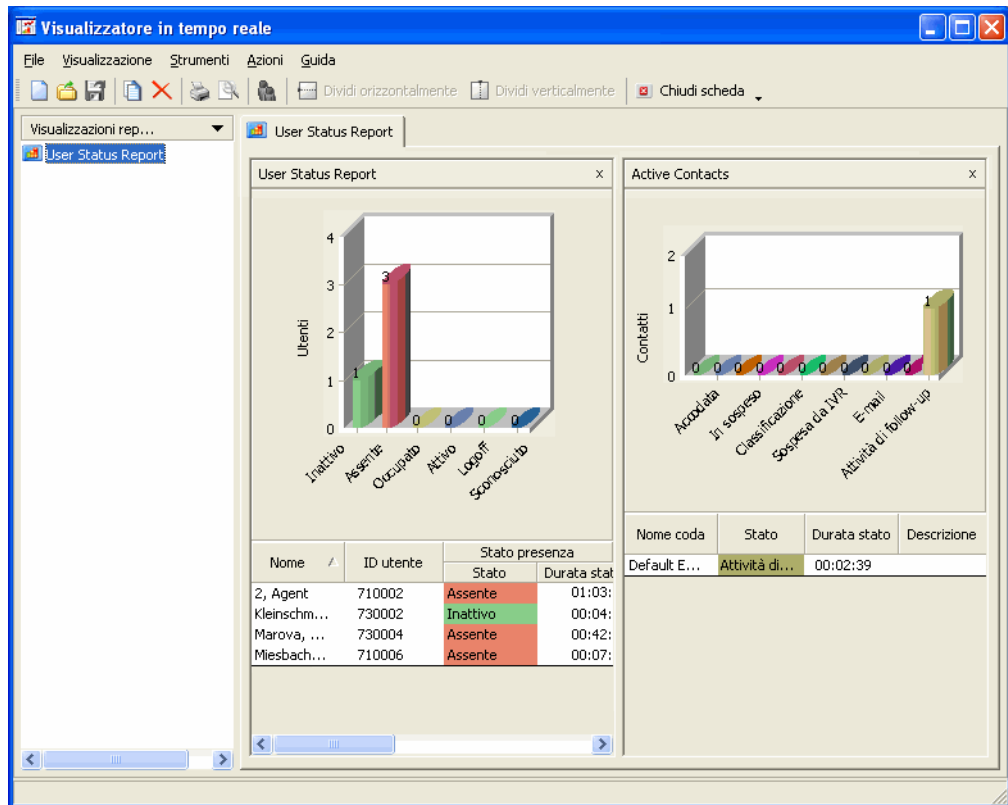 Visualizzatore in tempo reale
File Visualizzazione Strumenti Azioni Guida
Dividi orizzontalmente Dividi verticalmente Chiudi scheda
Visualizzazioni rep...
User Status Report
User Status Report
User Status Report x
4
3
2
1
0
Utenti
1
3
0
0
0
0
Inattivo
Assente
Occupato
Attivo
Logoff
Sconosciuto
Nome ID utente Stato presenza
Stato Durata stat
2, Agent 710002 Assente 01:03:
Kleinschm... 730002 Inattivo 00:04:
Marova, ... 730004 Assente 00:42:
Miesbach... 710006 Assente 00:07:
Active Contacts x
2
1
0
Contatti
0 0 0 0 0 0 0 0 0 0 1
Accodata
In sospeso
Classificazione
Sospesa da IVR
E-mail
Attività di follow-up
Nome coda Stato Durata stato Descrizione
Default E... Attività di... 00:02:39